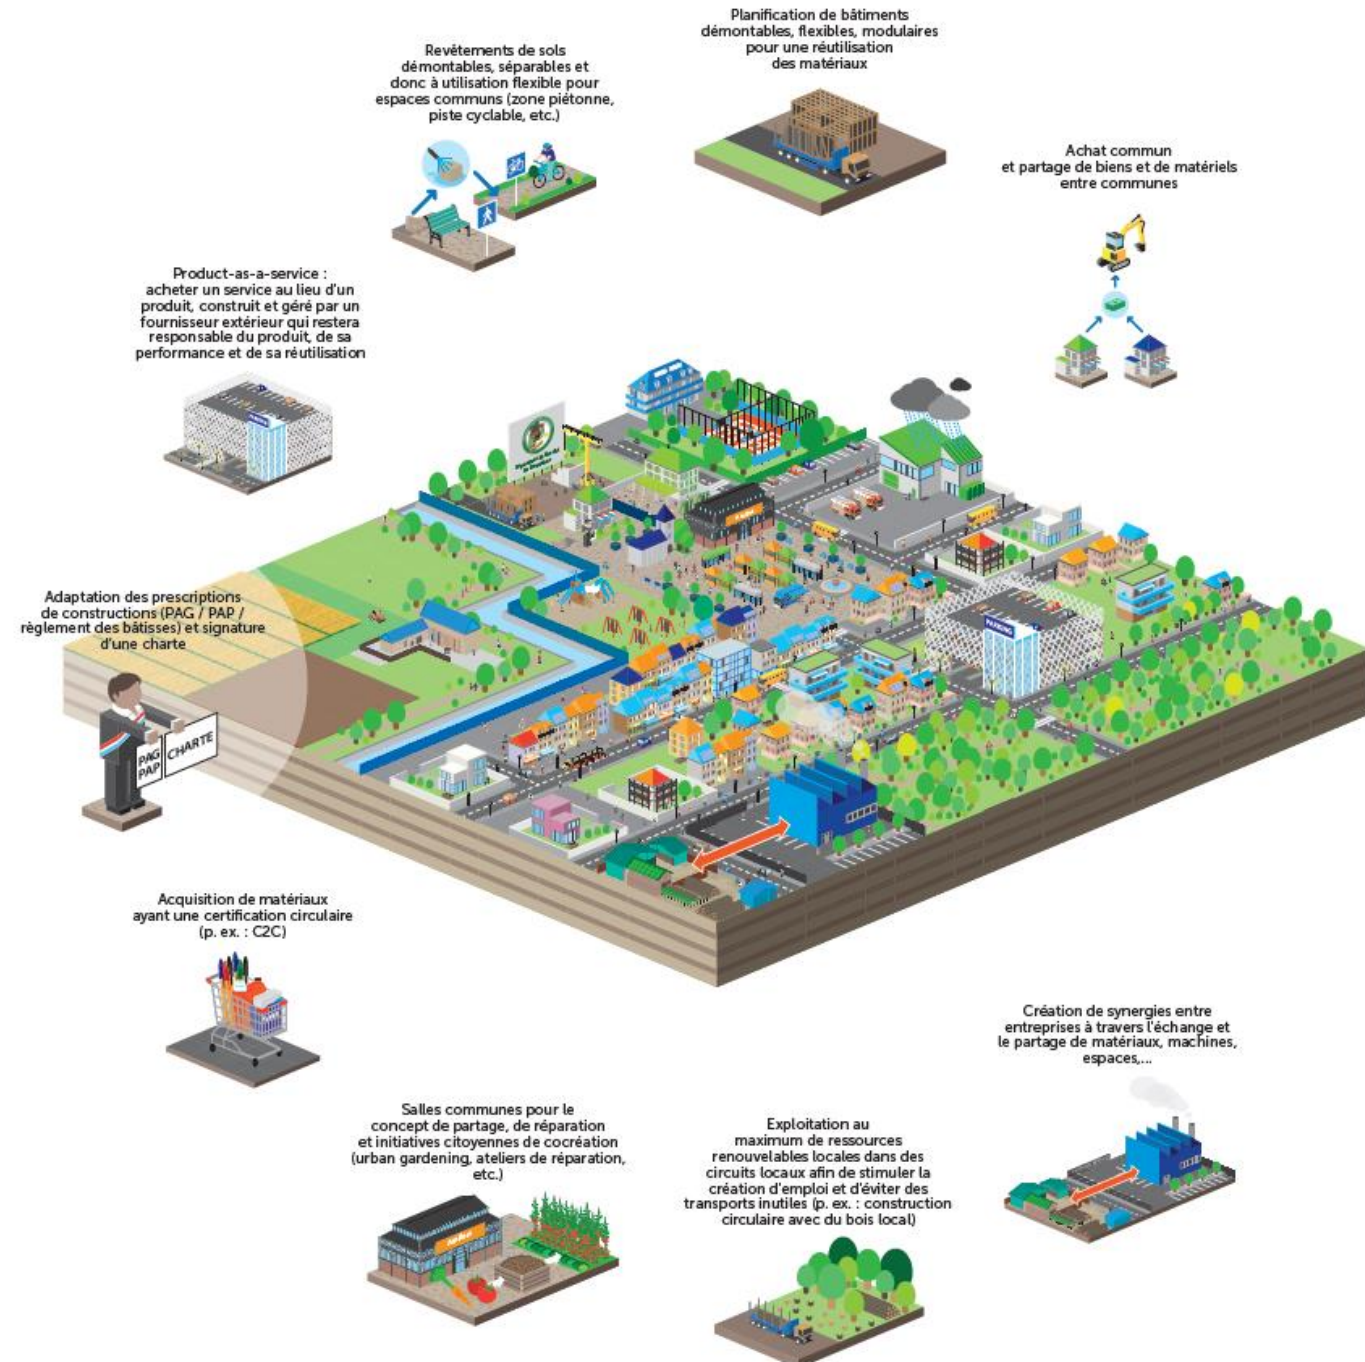 Planification de bâtiments
démontables, flexibles, modulaires
pour une réutilisation
des matériaux
Revêtements de sols
démontables, séparables et
donc à utilisation flexible pour
espaces communs (zone piétonne,
piste cyclable, etc.)
Achat commun
et partage de biens et de matériels
entre communes
Product-as-a-service :
acheter un service au lieu d'un
produit, construit et géré par un
fournisseur extérieur qui restera
responsable du produit, de sa
performance et de sa réutilisation
PARKING
Adaptation des prescriptions
de constructions (PAG / PAP /
règlement des bâtisses) et signature
d'une charte
PAG
PAP
CHARTE
PARKING
Acquisition de matériaux
ayant une certification circulaire
(p. ex. : C2C)
Création de synergies entre
entreprises à travers l'échange et
le partage de matériaux, machines,
espaces,...
Salles communes pour le
concept de partage, de réparation
et initiatives citoyennes de cocréation
(urban gardening, ateliers de réparation,
etc.)
Exploitation au
maximum de ressources
renouvelables locales dans des
circuits locaux afin de stimuler la
création d'emploi et d'éviter des
transports inutiles (p. ex. : construction
circulaire avec du bois local)